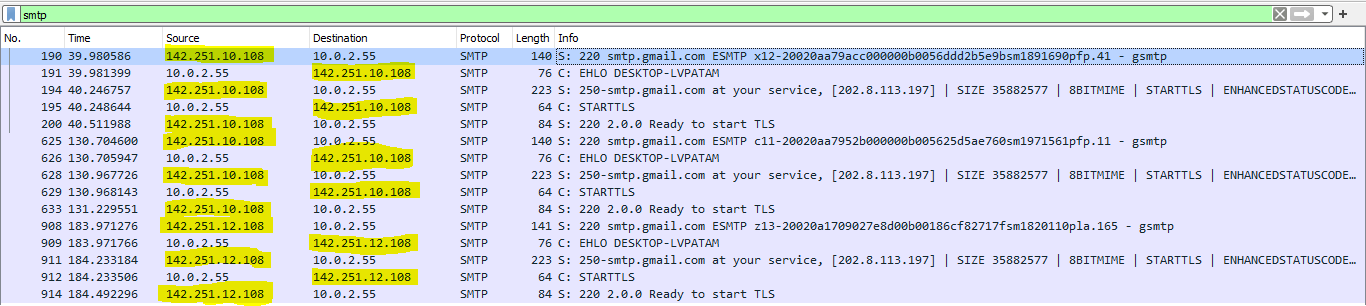 smtp
No. Time Source Destination Protocol Length Info
190 39.980586 142.251.10.108 10.0.2.55 SMTP 140 S: 220 smtp.gmail.com ESMTP x12-20020aa79acc000000b0056ddd2b5e9bsm1891690pfp.41 - gsmtp
191 39.981399 10.0.2.55 142.251.10.108 SMTP 76 C: EHLO DESKTOP-LVPATAM
194 40.246757 142.251.10.108 10.0.2.55 SMTP 223 S: 250-smtp.gmail.com at your service, [202.8.113.197] | SIZE 35882577 | 8BITMIME | STARTTLS | ENHANCEDSTATUSCODE…
195 40.248644 10.0.2.55 142.251.10.108 SMTP 64 C: STARTTLS
200 40.511988 142.251.10.108 10.0.2.55 SMTP 84 S: 220 2.0.0 Ready to start TLS
625 130.704600 142.251.10.108 10.0.2.55 SMTP 140 S: 220 smtp.gmail.com ESMTP c11-20020aa7952b000000b005625d5ae760sm1971561pfp.11 - gsmtp
626 130.705947 10.0.2.55 142.251.10.108 SMTP 76 C: EHLO DESKTOP-LVPATAM
628 130.967726 142.251.10.108 10.0.2.55 SMTP 223 S: 250-smtp.gmail.com at your service, [202.8.113.197] | SIZE 35882577 | 8BITMIME | STARTTLS | ENHANCEDSTATUSCODE…
629 130.968143 10.0.2.55 142.251.10.108 SMTP 64 C: STARTTLS
633 131.229551 142.251.10.108 10.0.2.55 SMTP 84 S: 220 2.0.0 Ready to start TLS
908 183.971276 142.251.12.108 10.0.2.55 SMTP 141 S: 220 smtp.gmail.com ESMTP z13-20020a1709027e8d00b00186cf82717fsm1820110pla.165 - gsmtp
909 183.971766 10.0.2.55 142.251.12.108 SMTP 76 C: EHLO DESKTOP-LVPATAM
911 184.233184 142.251.12.108 10.0.2.55 SMTP 223 S: 250-smtp.gmail.com at your service, [202.8.113.197] | SIZE 35882577 | 8BITMIME | STARTTLS | ENHANCEDSTATUSCODE…
912 184.233506 10.0.2.55 142.251.12.108 SMTP 64 C: STARTTLS
914 184.492296 142.251.12.108 10.0.2.55 SMTP 84 S: 220 2.0.0 Ready to start TLS